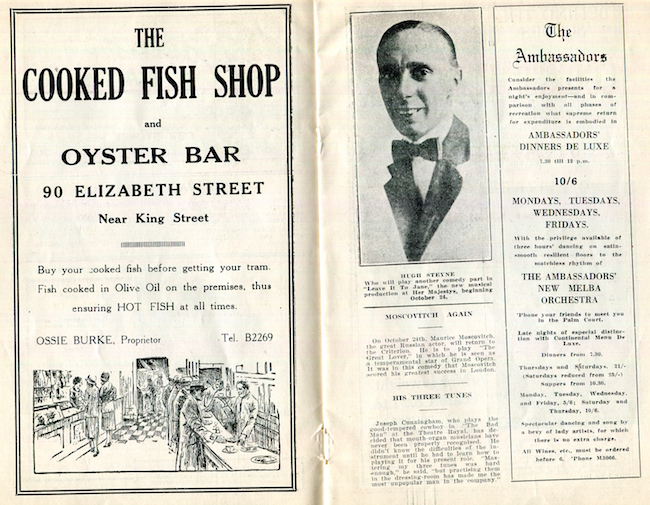 THE
COOKED FISH SHOP
and
OYSTER BAR
90 ELIZABETH STREET
Near King Street
Buy your cooked fish before getting your tram.
Fish cooked in Olive Oil on the premises, thus
ensuring HOT FISH at all times.
OSSIE BURKE, Proprietor Tel. B2269
HUGH STEYNE
Who will play another comedy part in
"Leave It To Jane," the new musical
production at Her Majestys, beginning
October 24.
MOSCOVITCH AGAIN
On October 24th, Maurice Moscovitch,
the great Russian actor, will return to
the Criterion. He is to play "The
Great Lover," in which he is seen as
a temperamental star of Grand Opera.
It was in this comedy that Moscovitch
scored his greatest success in London.
HIS THREE TUNES
Joseph Cunningham, who plays the
good-tempered cowboy in "The Bad
Man" at the Theatre Royal, has de-
cided that mouth-organ musicians have
never been properly recognised. He
didn't know the difficulties of the in-
strument until he had to learn how to
playing it for his present role. "Mas-
tering my three tunes was hard
enough," he said, "but practising them
in the dressing-room has made me the
most unpopular man in the company."
The
Ambassadors
Consider the facilities the
Ambassadors presents for a
night's enjoyment—and in com-
parison with all phases of
recreation what supreme return
for expenditure is embodied in
AMBASSADORS'
DINNERS DE LUXE
7.30 till 12 p.m.
10/6
MONDAYS, TUESDAYS,
WEDNESDAYS,
FRIDAYS.
With the privilege available of
three hours' dancing on satin-
smooth resilient floors to the
matchless rhythm of
THE AMBASSADORS'
NEW MELBA
ORCHESTRA
'Phone your friends to meet you
in the Palm Court.
Late nights of especial distinc-
tion with Continental Menu De
Luxe.
Dinners from 7.30.
Thursdays and Saturdays, 21/-
(Saturdays reduced from 25/-)
Suppers from 10.30.
Monday, Tuesday, Wednesday,
and Friday, 5/6; Saturday and
Thursday, 10/6.
Spectacular dancing and song by
a bevy of lady artists, for which
there is no extra charge.
All Wines, etc., must be ordered
before 6. 'Phone M3066.